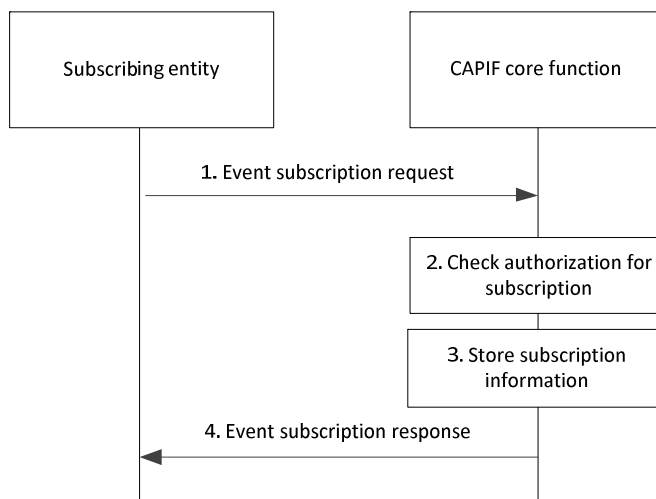 Subscribing entity
CAPIF core function
1. Event subscription request
2. Check authorization for
subscription
3. Store subscription
information
4. Event subscription response